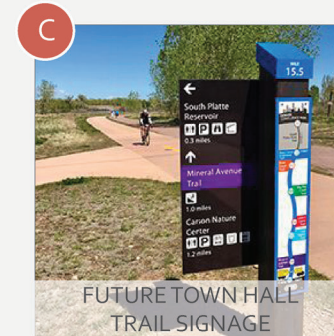 C
MILE
15.5
South Platte
Reservoir
P
0.3 miles
Mineral Avenue
Trail
1.0 miles
Carson Nature
Center
P
1.2 miles
FUTURE TOWN HALL
TRAIL SIGNAGE